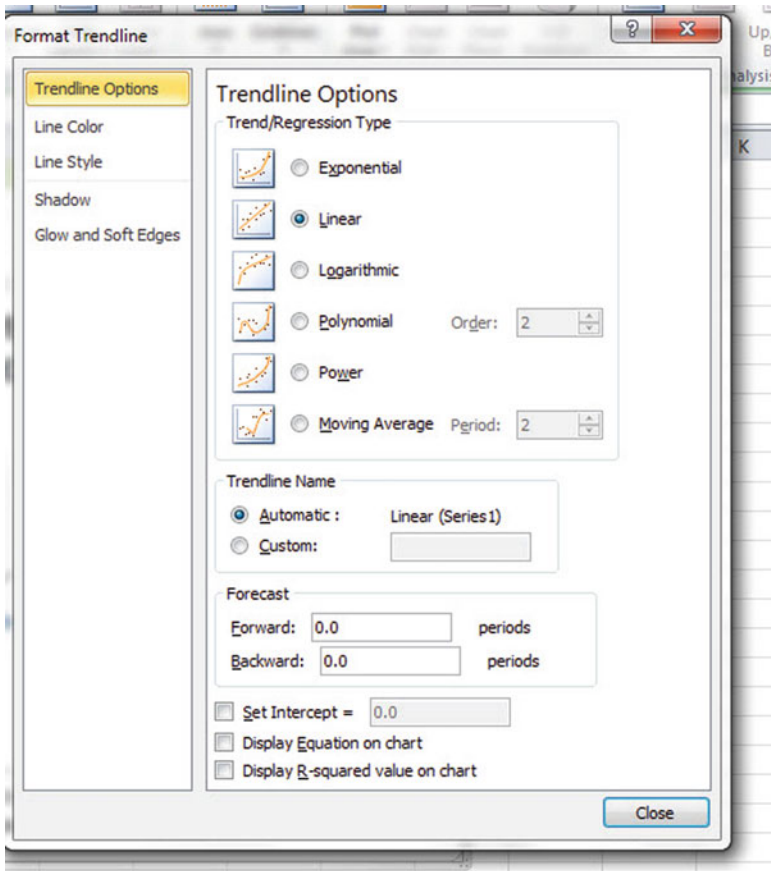 Format Trendline
?
X
Up
B
alysi
K
Trendline Options
Line Color
Line Style
Shadow
Glow and Soft Edges
Trendline Options
Trend/Regression Type
Exponential
Linear
Logarithmic
Polynomial Order: 2
Power
Moving Average Period: 2
Trendline Name
Automatic : Linear (Series1)
Custom:
Forecast
Forward: 0.0 periods
Backward: 0.0 periods
Set Intercept = 0.0
Display Equation on chart
Display R-squared value on chart
Close